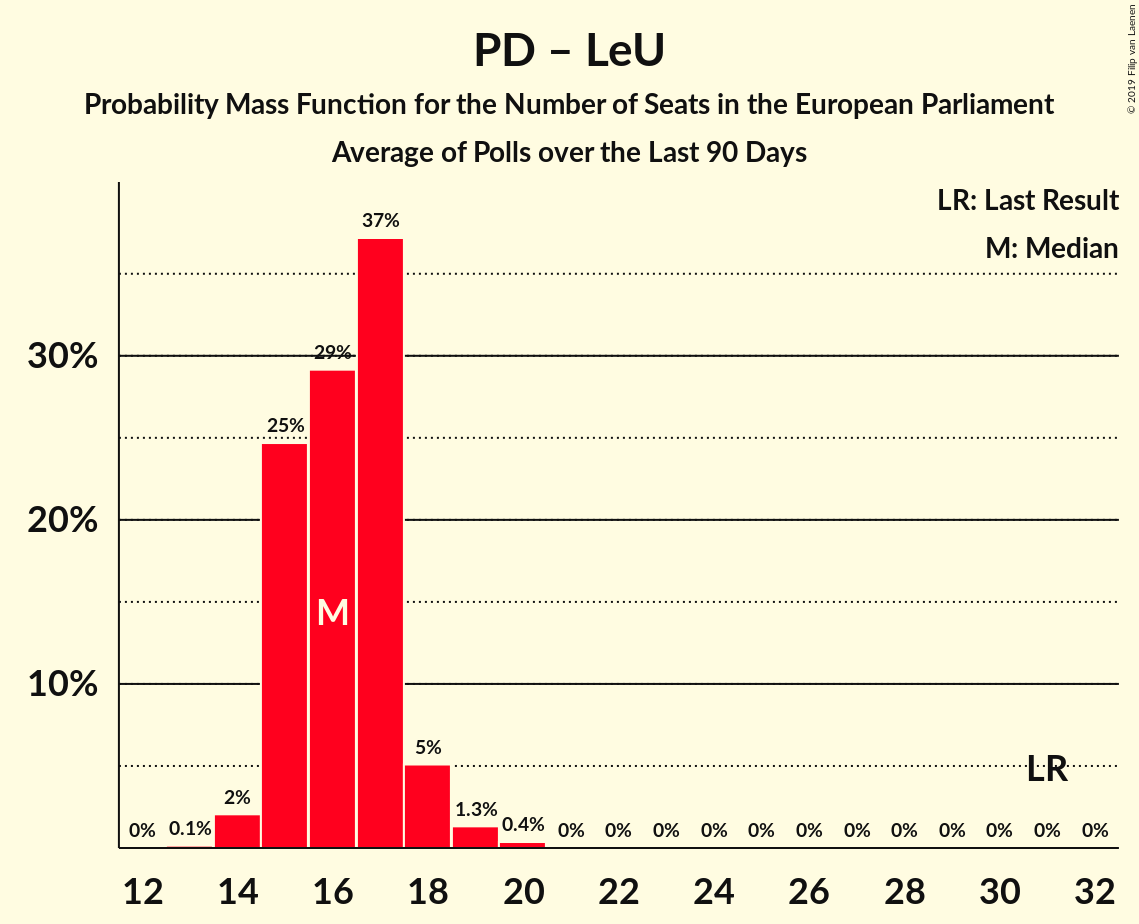 PD – LeU
Probability Mass Function for the Number of Seats in the European Parliament
Average of Polls over the Last 90 Days
© 2019 Filip van Laenen
LR: Last Result
M: Median
37%
30%
29%
25%
20%
M
10%
5%
LR
2%
1.3%
0.4%
0% 0.1% 0% 0% 0% 0% 0% 0% 0% 0% 0% 0% 0% 0%
12 14 16 18 20 22 24 26 28 30 32